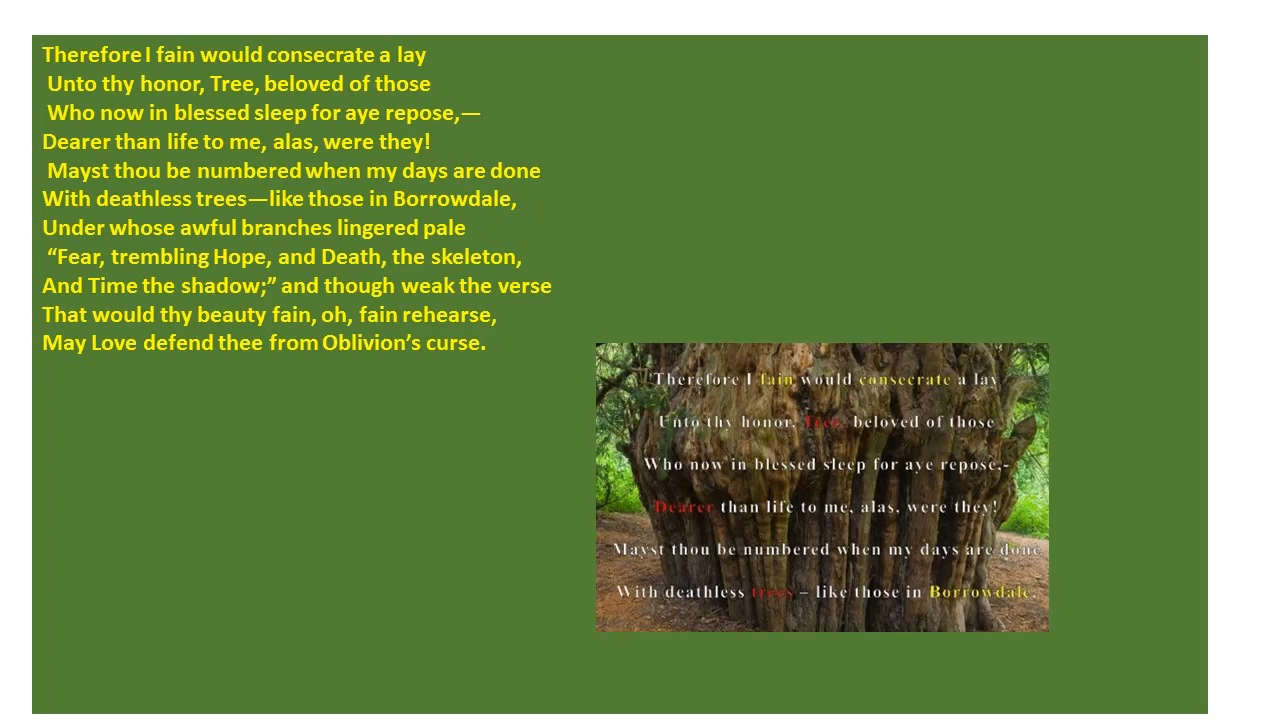 Therefore I fain would consecrate a lay
Unto thy honor, Tree, beloved of those
Who now in blessed sleep for aye repose,—
Dearer than life to me, alas, were they!
Mayst thou be numbered when my days are done
With deathless trees—like those in Borrowdale,
Under whose awful branches lingered pale
“Fear, trembling Hope, and Death, the skeleton,
And Time the shadow;” and though weak the verse
That would thy beauty fain, oh, fain rehearse,
May Love defend thee from Oblivion’s curse.
Therefore I fain would consecrate a lay
Unto thy honor, Tree, beloved of those
Who now in blessed sleep for aye repose,-
Dearer than life to me, alas, were they!
Mayst thou be numbered when my days are done
With deathless trees – like those in Borrowdale,